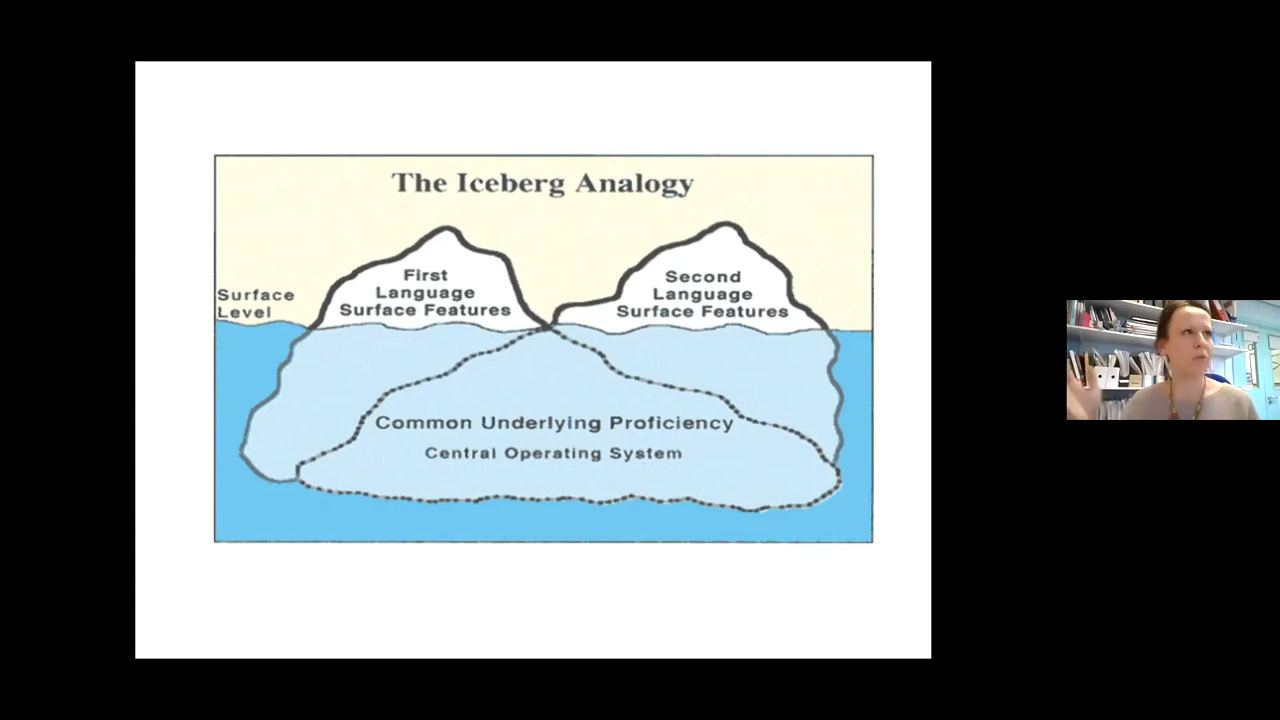 The Iceberg Analogy
First
Language
Surface Features
Second
Language
Surface Features
Surface
Level
Common Underlying Proficiency
Central Operating System